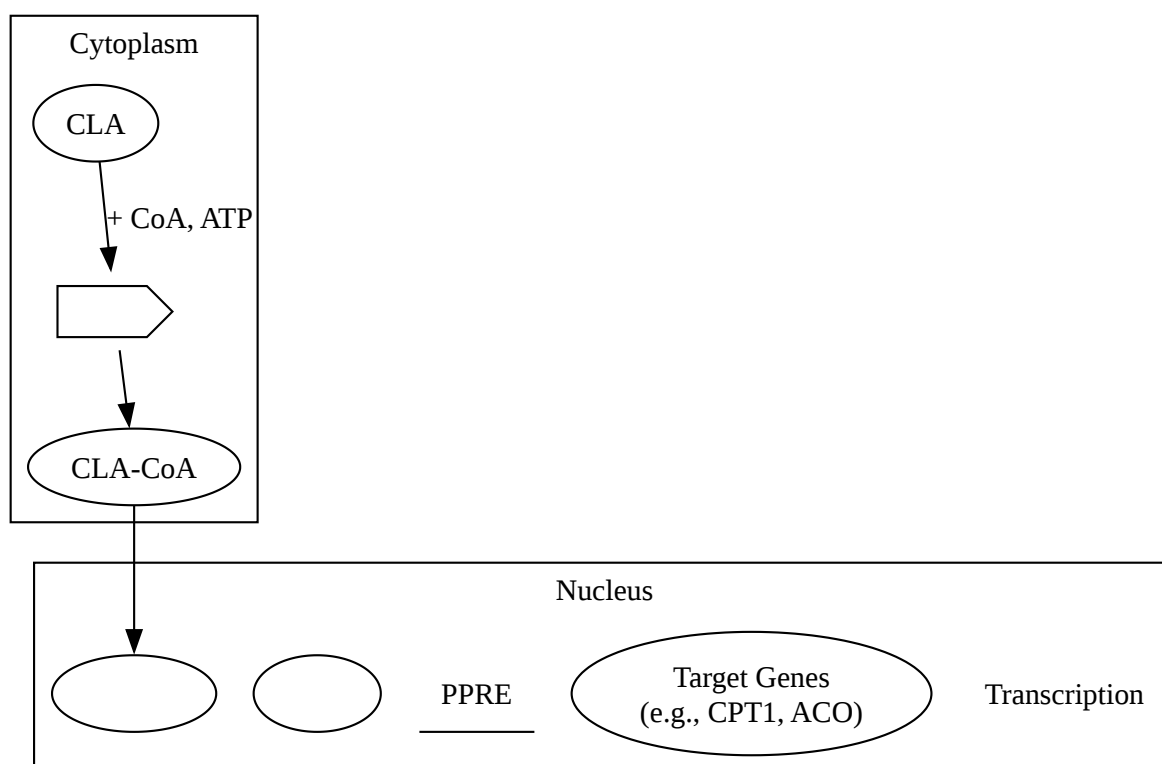 Cytoplasm
CLA
+ CoA, ATP
CLA-CoA
Nucleus
PPRE
Target Genes
(e.g., CPT1, ACO)
Transcription